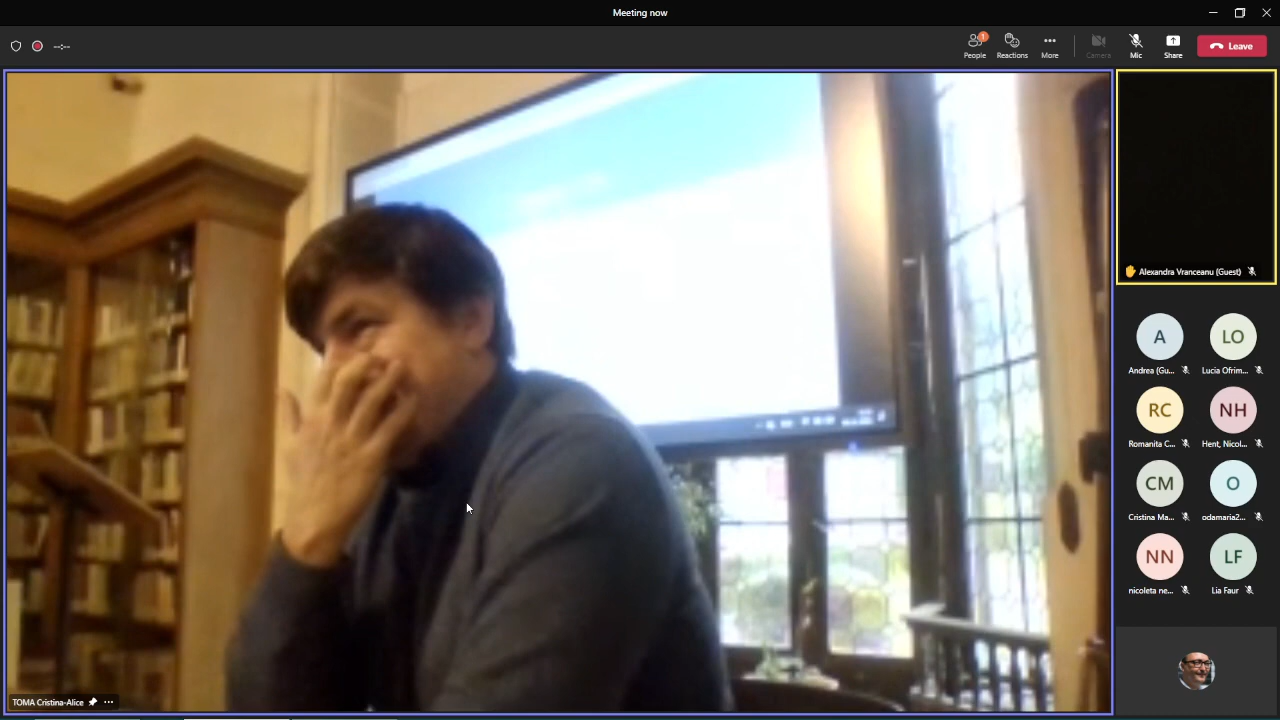 Meeting now
People
1
Reactions
More
Camera
Mic
Share
Leave
Alexandra Vranceanu (Guest)
A
LO
Andrea (Gu...
Lucia Ofrim...
RC
NH
Romanita C...
Hent, Nicol...
CM
O
Cristina Ma...
odamaria2...
NN
LF
nicoleta ne...
Lia Faur
TOMA Cristina-Alice